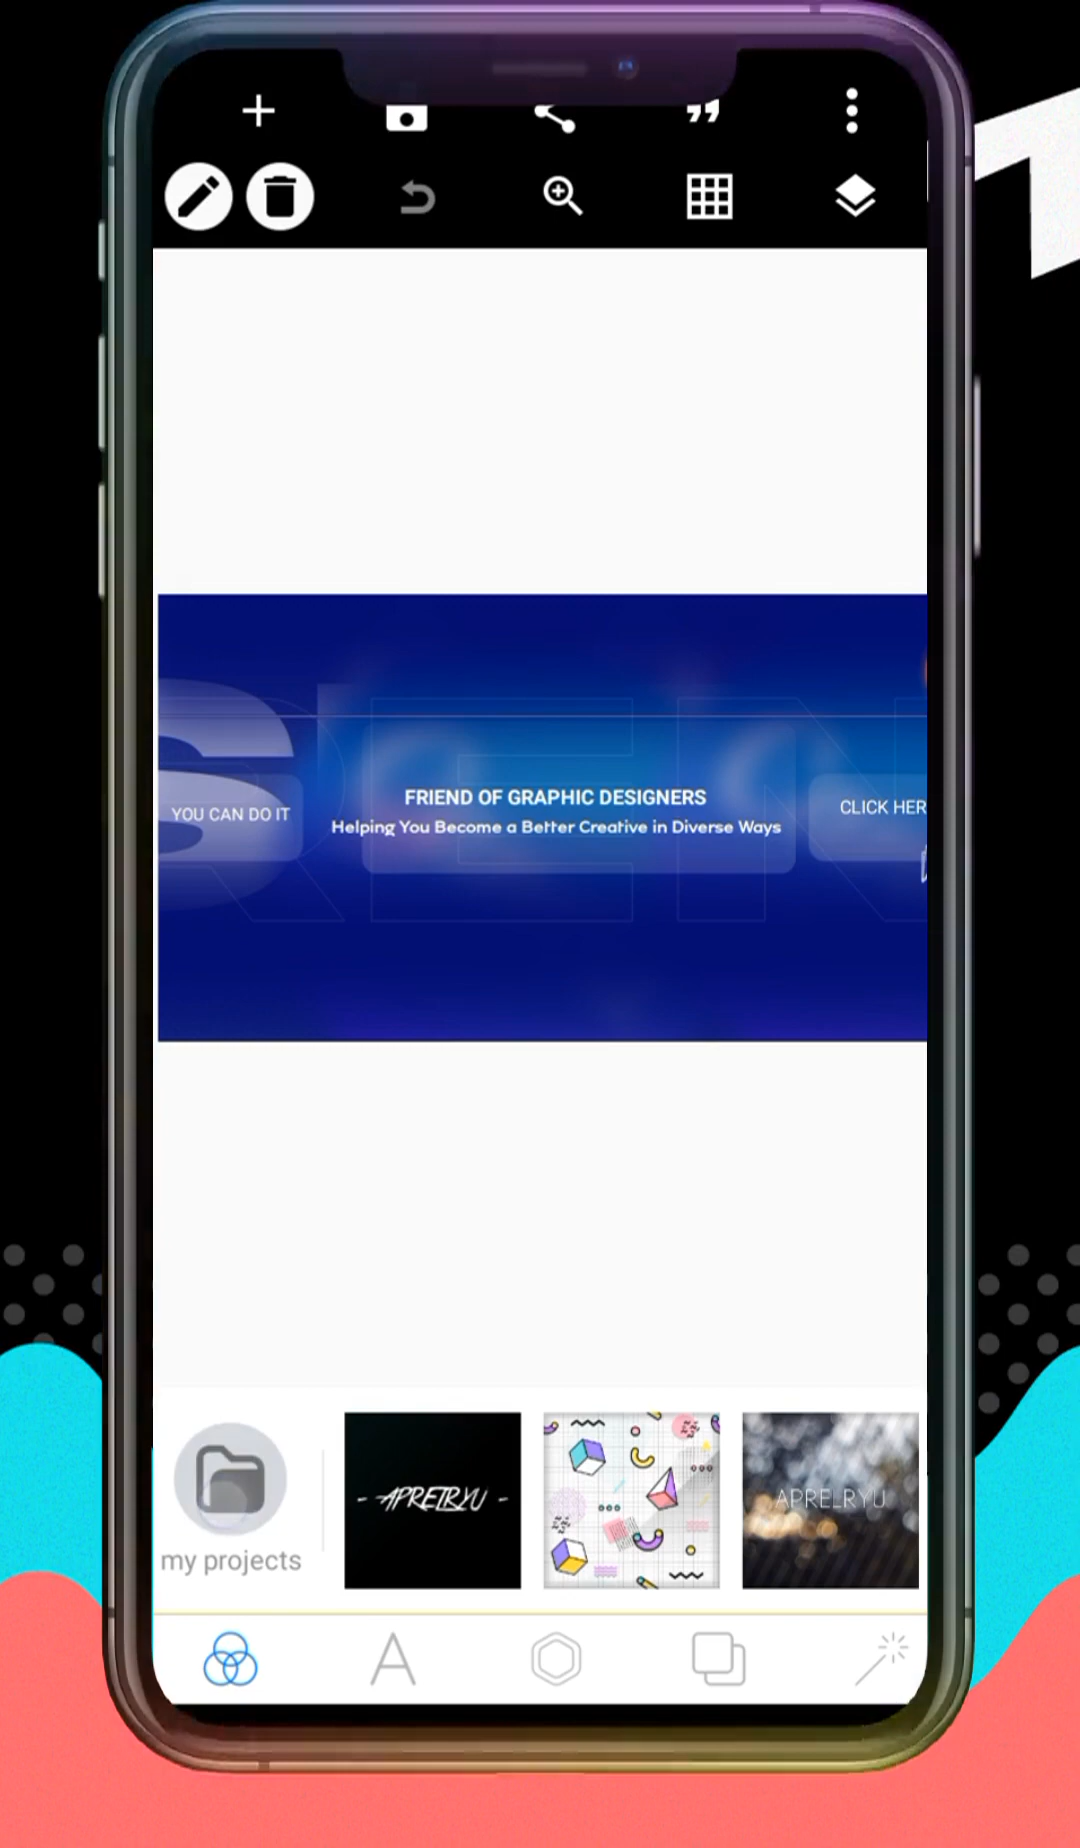 YOU CAN DO IT
FRIEND OF GRAPHIC DESIGNERS
Helping You Become a Better Creative in Diverse Ways
CLICK HER
my projects
- APRELRYU -
APRELRYU